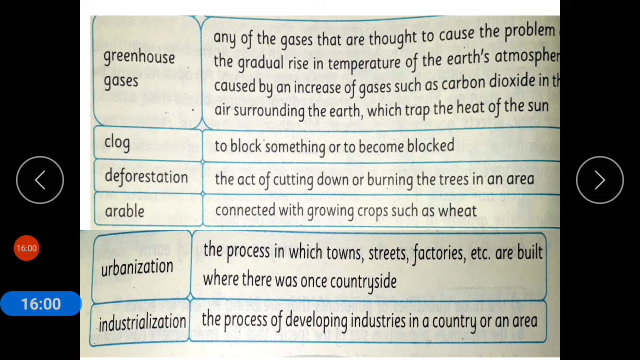 greenhouse
gases
any of the gases that are thought to cause the problem
the gradual rise in temperature of the earth's atmospher
caused by an increase of gases such as carbon dioxide in th
air surrounding the earth, which trap the heat of the sun
clog
to block something or to become blocked
deforestation
the act of cutting down or burning the trees in an area
arable
connected with growing crops such as wheat
urbanization
the process in which towns, streets, factories, etc. are built
where there was once countryside
industrialization
the process of developing industries in a country or an area
16:00
16:00